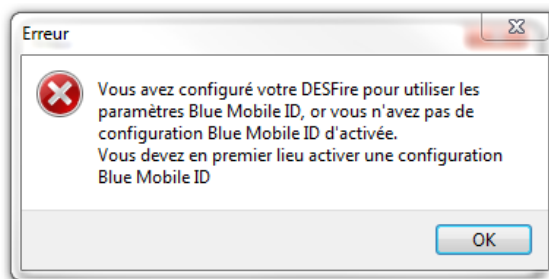 Erreur
Vous avez configuré votre DESFire pour utiliser les
paramètres Blue Mobile ID, or vous n'avez pas de
configuration Blue Mobile ID d'activée.
Vous devez en premier lieu activer une configuration
Blue Mobile ID
OK